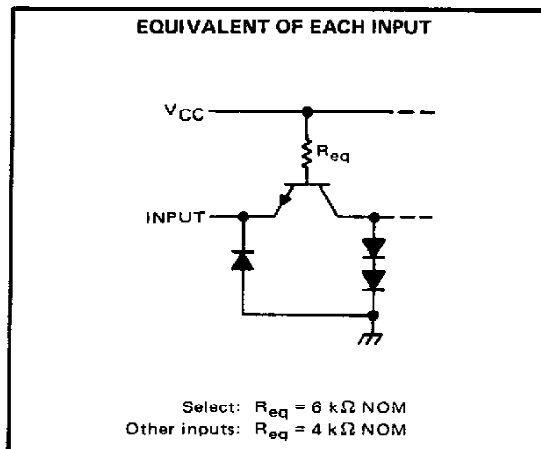 EQUIVALENT OF EACH INPUT
VCC
Req
INPUT
Select: Req = 6 kΩ NOM
Other inputs: Req = 4 kΩ NOM